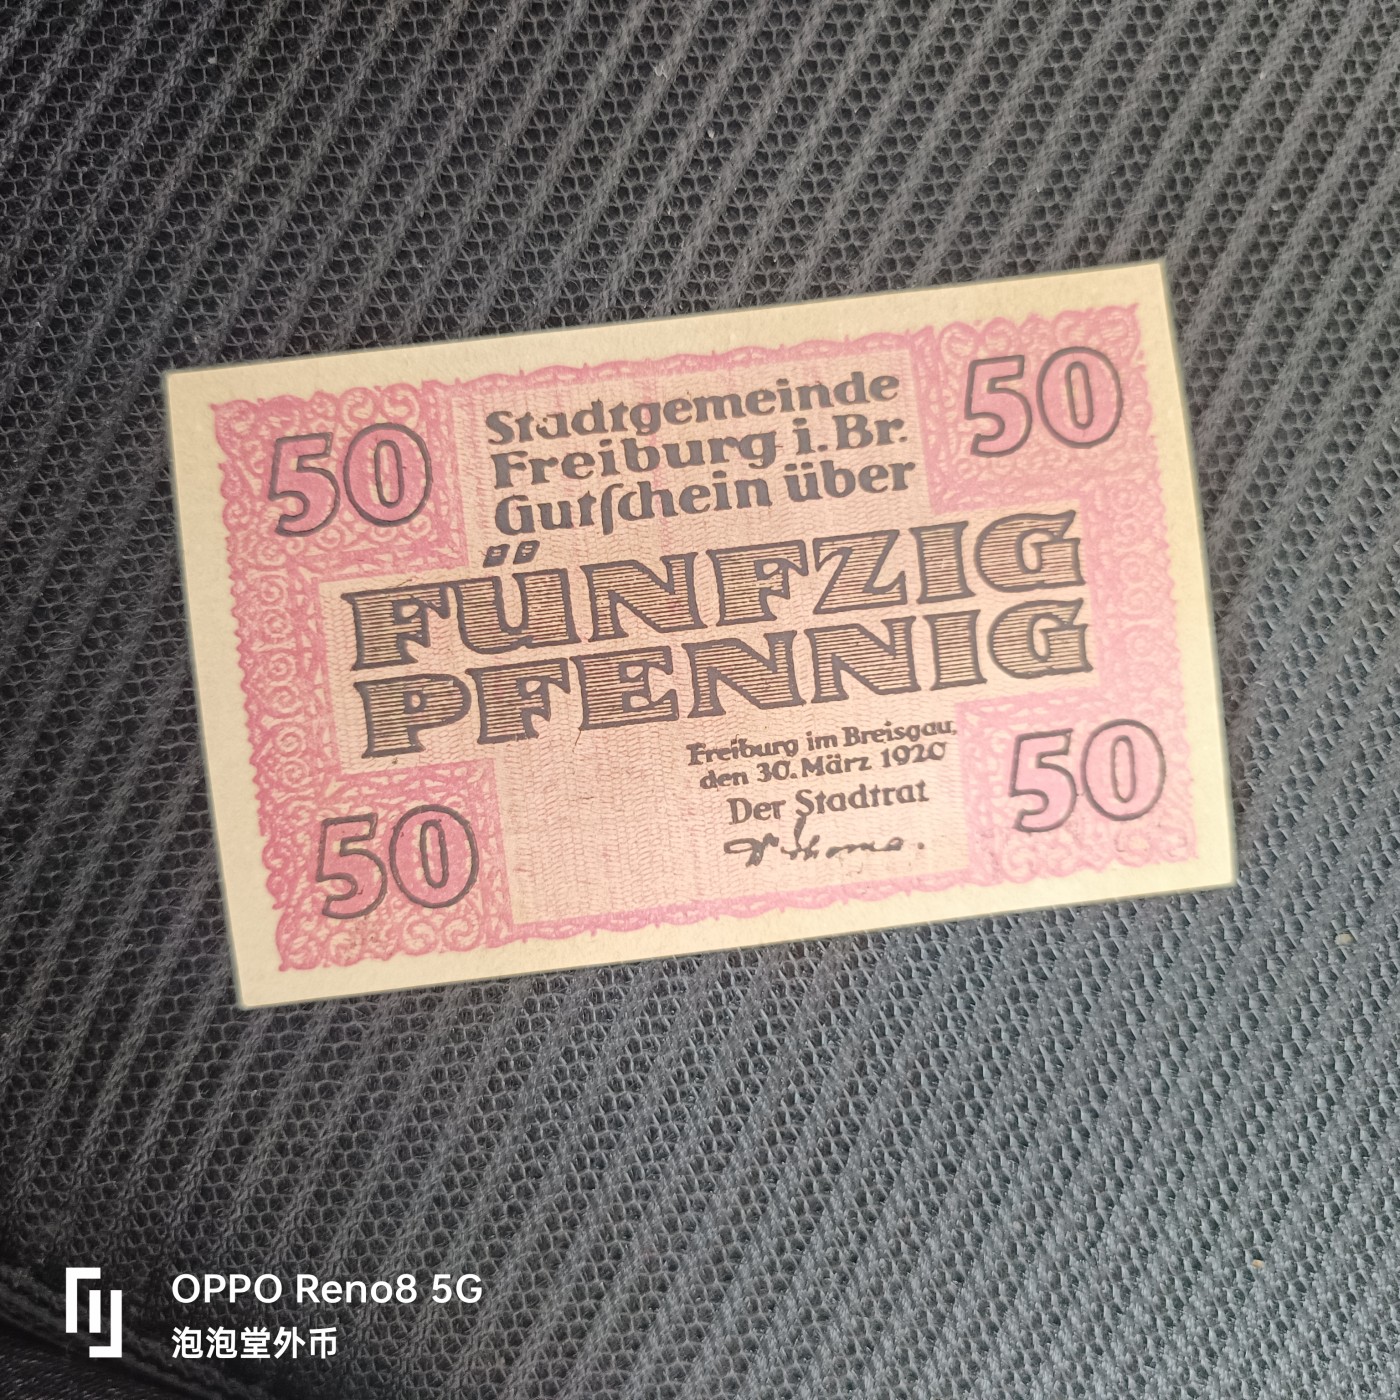 50
50
Stadtgemeinde
Freiburg i. Br.
Gutſchein über
FÜNFZIG
PFENNIG
Freiburg im Breisgau,
den 30. März 1920
Der Stadtrat
50
50
OPPO Reno8 5G
泡泡堂外币